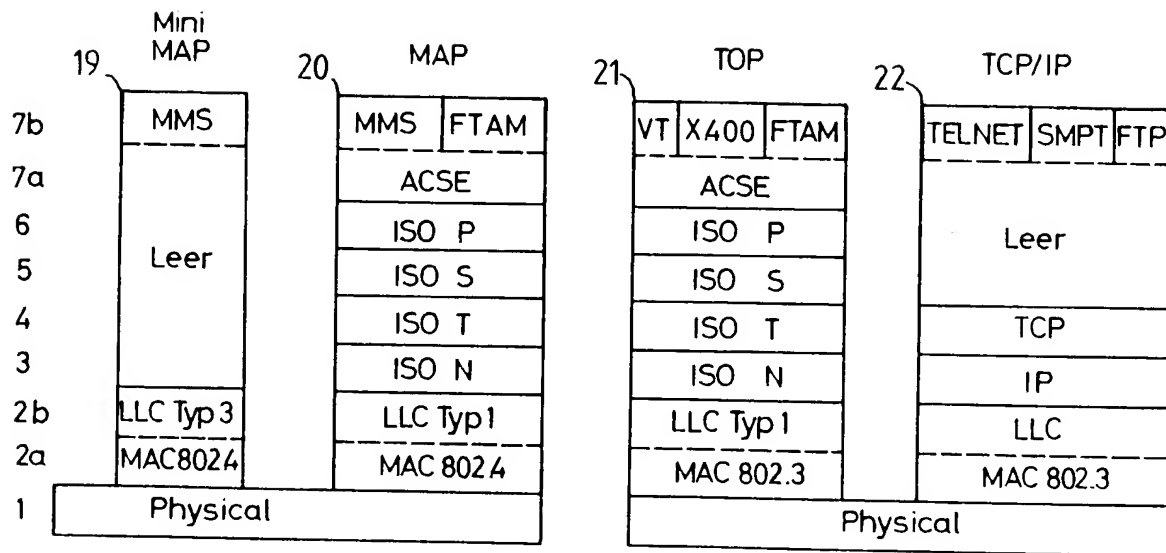 Mini
MAP
MAP
TOP
TCP/IP
19
20
21
22
7b
MMS
MMS FTAM
VT X400 FTAM
TELNET SMPT FTP
7a
ACSE
ACSE
6
ISO P
ISO P
5
Leer
ISO S
ISO S
Leer
4
ISO T
ISO T
TCP
3
ISO N
ISO N
IP
2b
LLC Typ 3
LLC Typ 1
LLC Typ 1
LLC
2a
MAC802.4
MAC 802.4
MAC 802.3
MAC 802.3
1
Physical
Physical